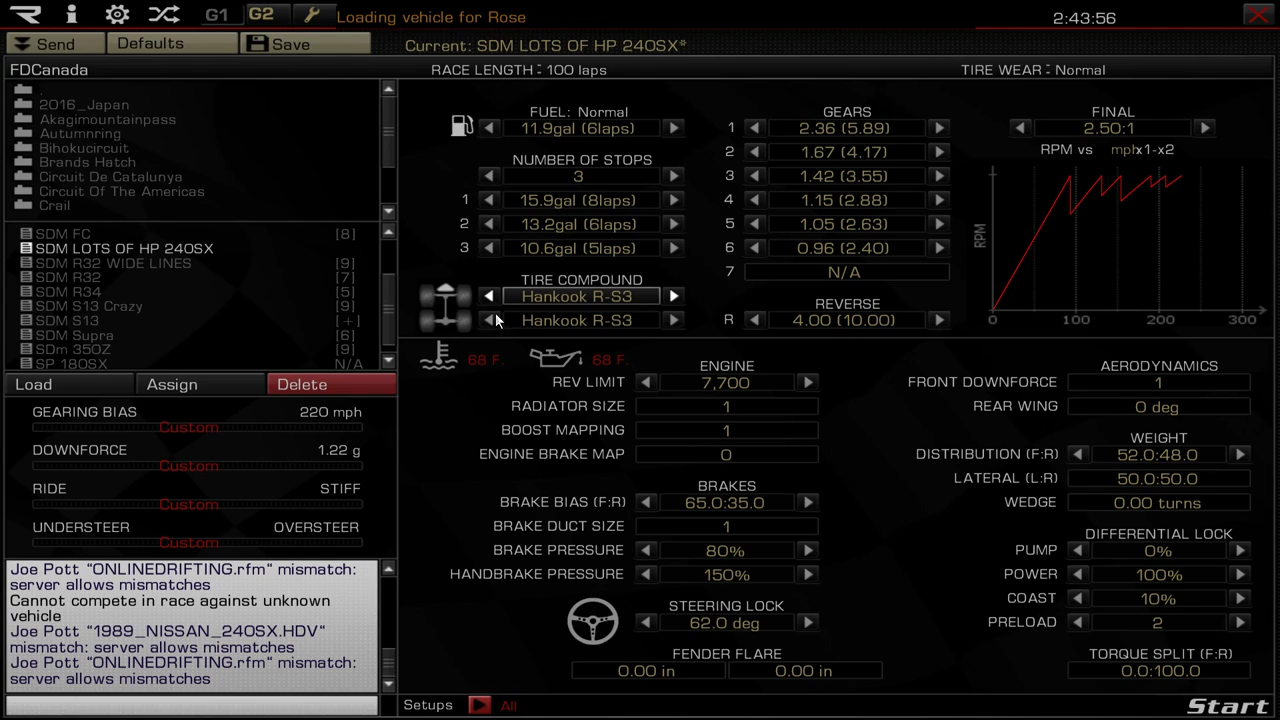 G1 G2 Loading vehicle for Rose 2:43:56
Send Defaults Save Current: SDM LOTS OF HP 240SX*
FDCanada RACE LENGTH : 100 laps TIRE WEAR : Normal
.
2016_Japan
Akagimountainpass
Autumnring
Bihokucircuit
Brands Hatch
Circuit De Catalunya
Circuit Of The Americas
Crail
SDM FC [8]
SDM LOTS OF HP 240SX
SDM R32 WIDE LINES [9]
SDM R32 [7]
SDM R34 [5]
SDM S13 Crazy [9]
SDM S13 [+]
SDM Supra [6]
SDm 350Z [9]
SP 180SX N/A
Load Assign Delete
GEARING BIAS 220 mph
Custom
DOWNFORCE 1.22 g
Custom
RIDE STIFF
Custom
UNDERSTEER OVERSTEER
Custom
Joe Pott "ONLINEDRIFTING.rfm" mismatch:
server allows mismatches
Cannot compete in race against unknown
vehicle
Joe Pott "1989_NISSAN_240SX.HDV"
mismatch: server allows mismatches
Joe Pott "ONLINEDRIFTING.rfm" mismatch:
server allows mismatches
FUEL: Normal
11.9gal (6laps)
NUMBER OF STOPS
3
1 15.9gal (8laps)
2 13.2gal (6laps)
3 10.6gal (5laps)
TIRE COMPOUND
Hankook R-S3
Hankook R-S3
GEARS
1 2.36 (5.89)
2 1.67 (4.17)
3 1.42 (3.55)
4 1.15 (2.88)
5 1.05 (2.63)
6 0.96 (2.40)
7 N/A
REVERSE
R 4.00 (10.00)
FINAL
2.50:1
RPM vs mph x1-x2
RPM
0 100 200 300
68 F. 68 F.
ENGINE
REV LIMIT 7,700
RADIATOR SIZE 1
BOOST MAPPING 1
ENGINE BRAKE MAP 0
BRAKES
BRAKE BIAS (F:R) 65.0:35.0
BRAKE DUCT SIZE 1
BRAKE PRESSURE 80%
HANDBRAKE PRESSURE 150%
STEERING LOCK
62.0 deg
FENDER FLARE
0.00 in 0.00 in
AERODYNAMICS
FRONT DOWNFORCE 1
REAR WING 0 deg
WEIGHT
DISTRIBUTION (F:R) 52.0:48.0
LATERAL (L:R) 50.0:50.0
WEDGE 0.00 turns
DIFFERENTIAL LOCK
PUMP 0%
POWER 100%
COAST 10%
PRELOAD 2
TORQUE SPLIT (F:R)
0.0:100.0
Setups All Start